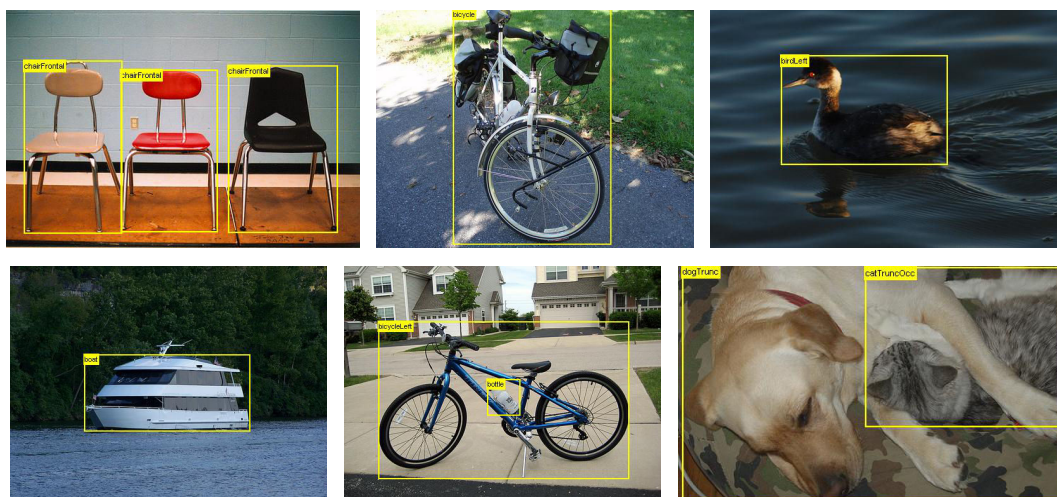 chairFrontal
chairFrontal
chairFrontal
bicycle
birdLeft
boat
bicycleLeft
bottle
dogTrunc
catTruncOcc